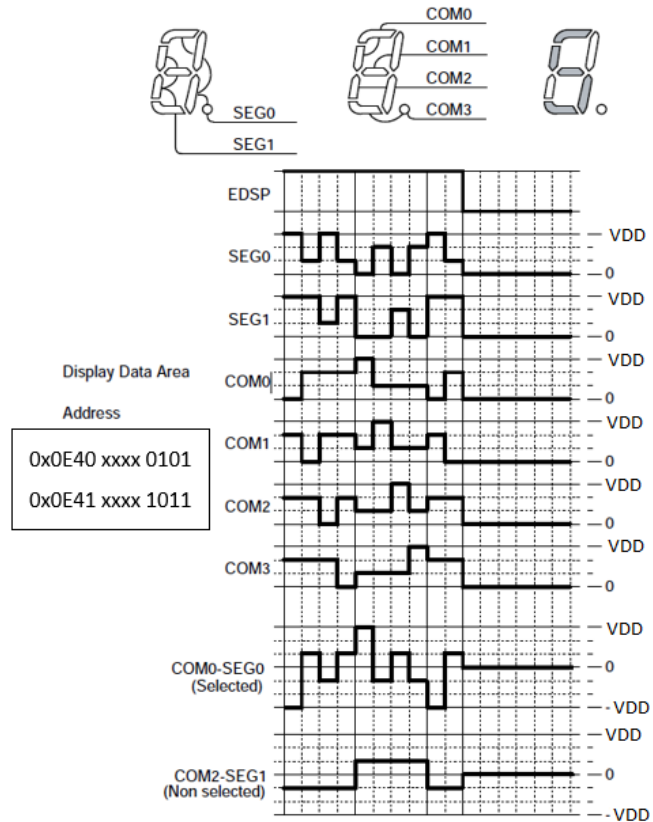 COM0
COM1
COM2
COM3
SEG0
SEG1
EDSP
VDD
SEG0
0
VDD
SEG1
0
VDD
Display Data Area
COM0
0
Address
VDD
0x0E40 xxxx 0101
COM1
0
0x0E41 xxxx 1011
VDD
COM2
0
VDD
COM3
0
VDD
COM0-SEG0
(Selected)
0
- VDD
VDD
COM2-SEG1
(Non selected)
0
- VDD